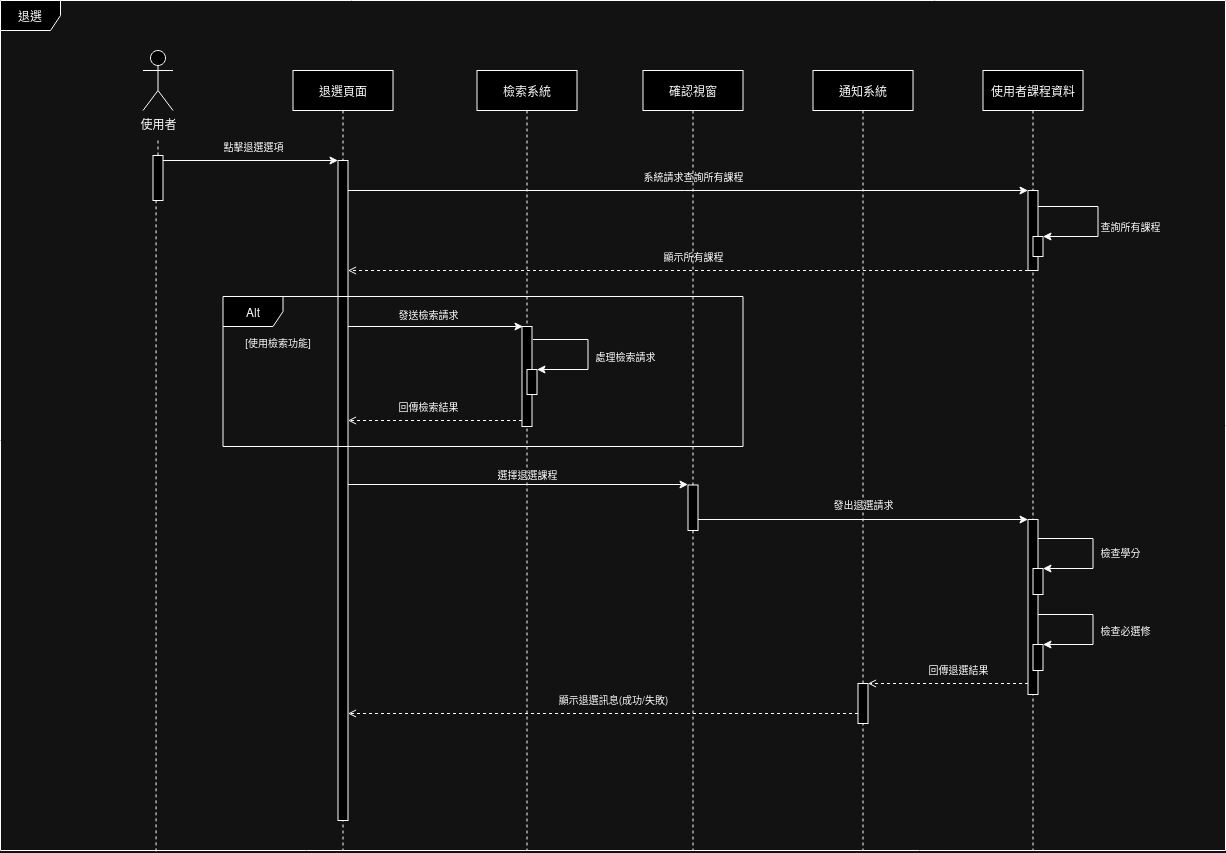 退選
使用者
退選頁面
檢索系統
確認視窗
通知系統
使用者課程資料
點擊退選選項
系統請求查詢所有課程
查詢所有課程
顯示所有課程
Alt
[使用檢索功能]
發送檢索請求
處理檢索請求
回傳檢索結果
選擇退選課程
發出退選請求
檢查學分
檢查必選修
回傳退選結果
顯示退選訊息(成功/失敗)